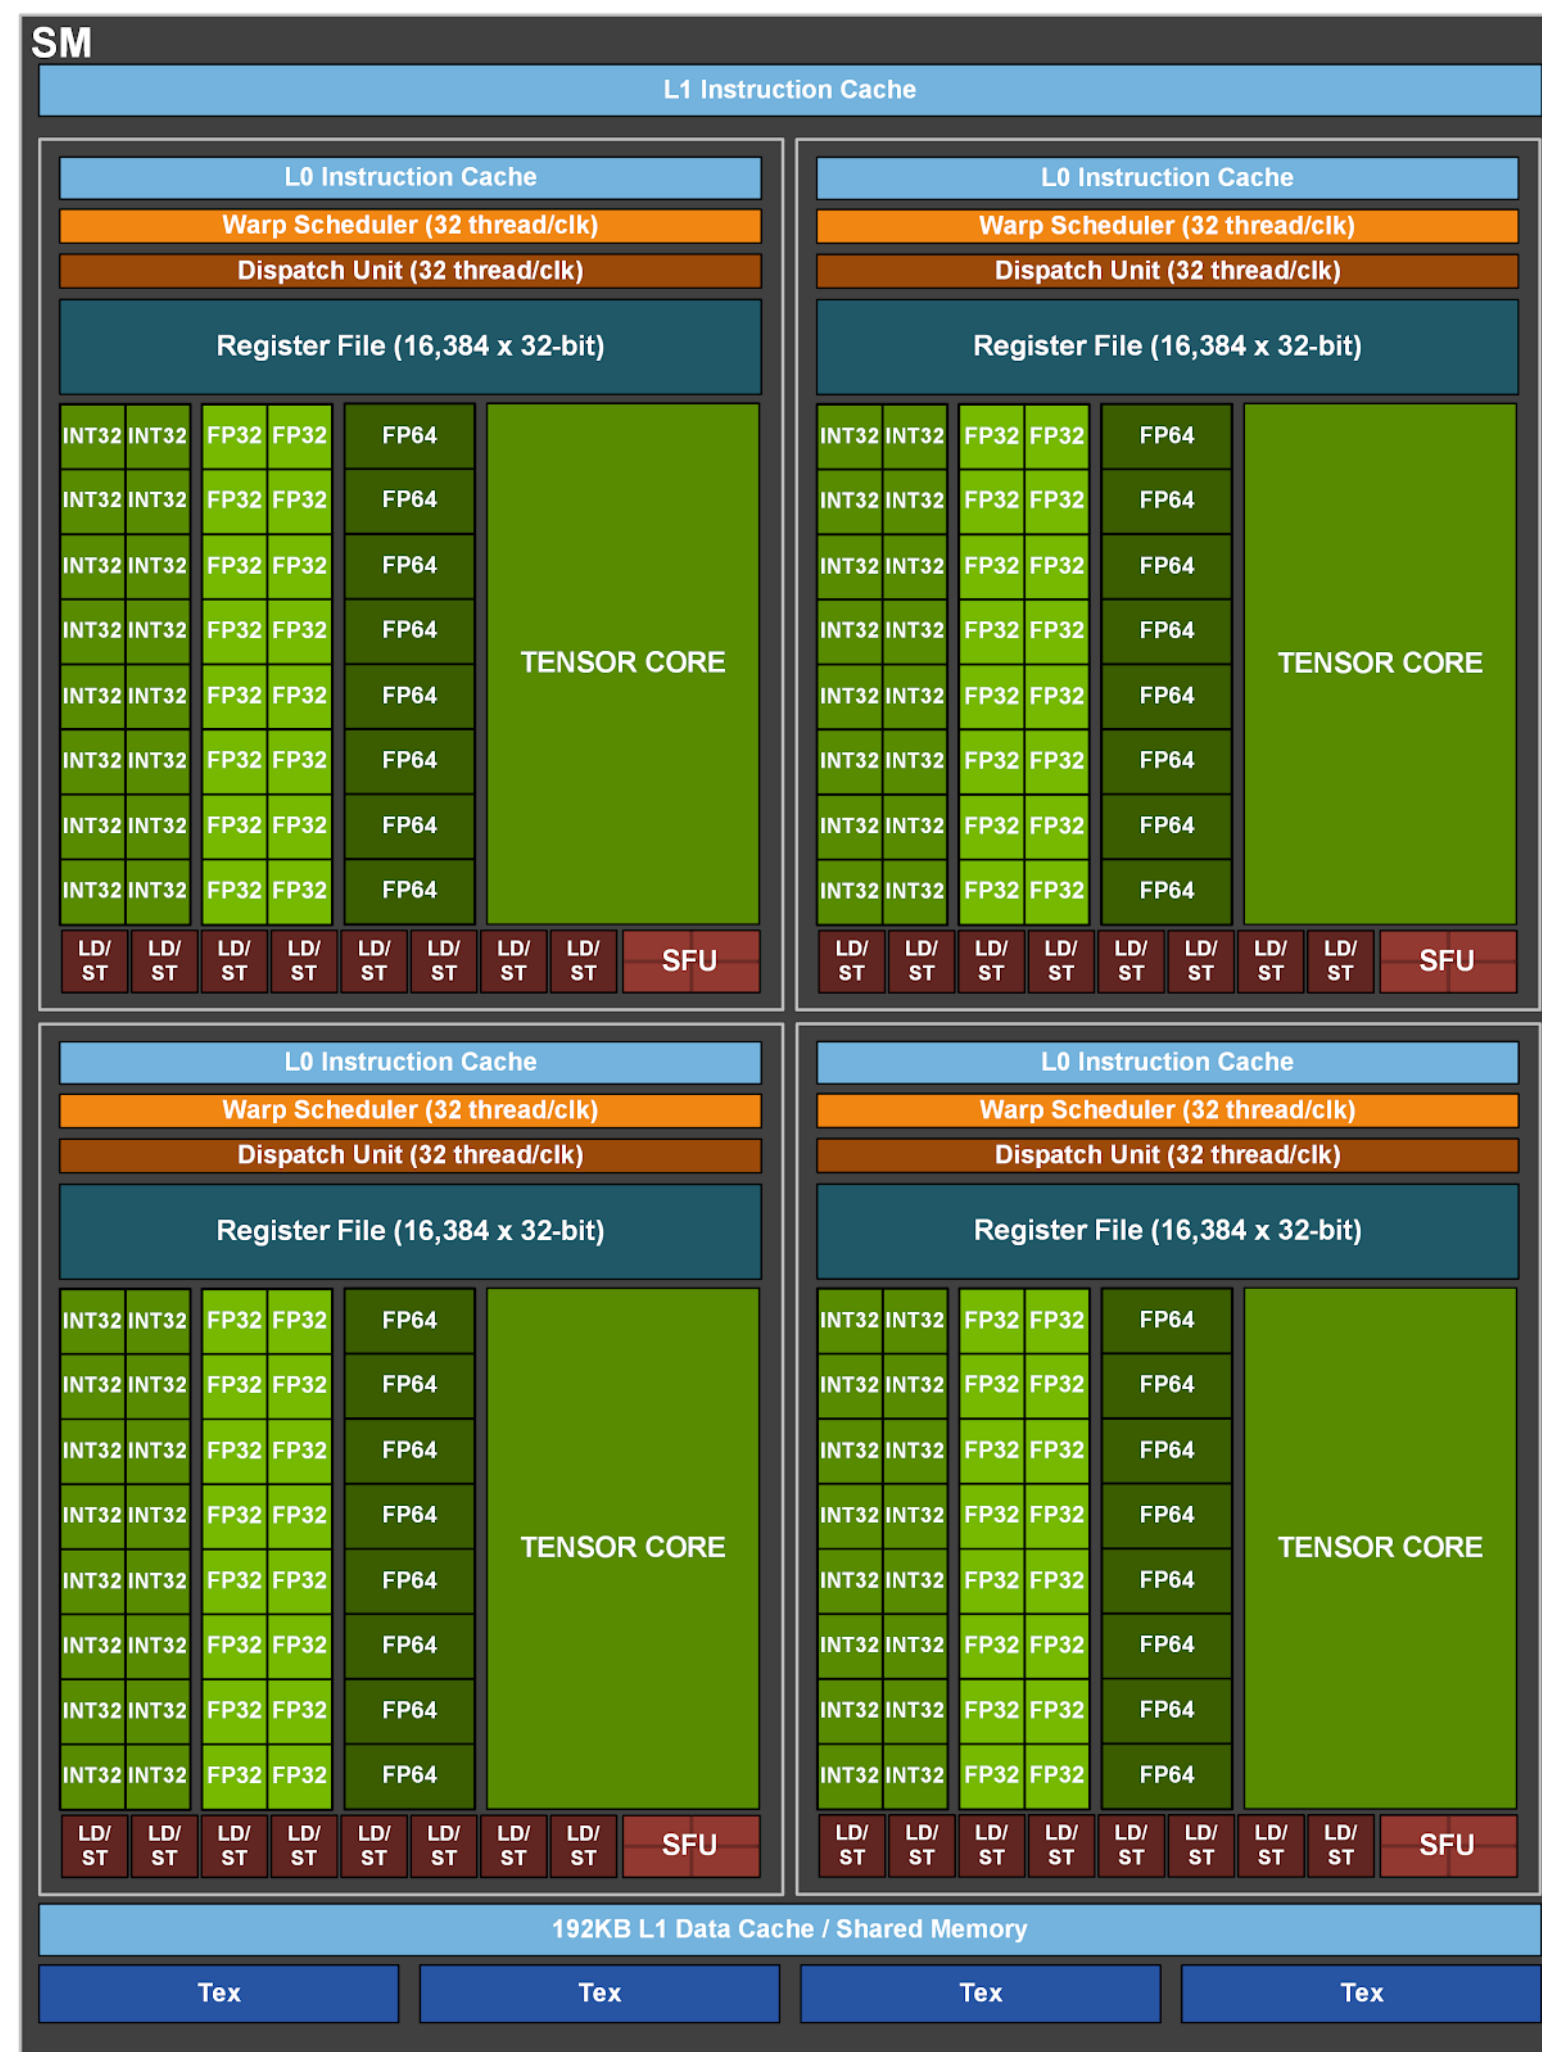 SM
L1 Instruction Cache
L0 Instruction Cache
Warp Scheduler (32 thread/clk)
Dispatch Unit (32 thread/clk)
Register File (16,384 x 32-bit)
INT32 INT32 FP32 FP32 FP64
INT32 INT32 FP32 FP32 FP64
INT32 INT32 FP32 FP32 FP64
INT32 INT32 FP32 FP32 FP64
TENSOR CORE
INT32 INT32 FP32 FP32 FP64
INT32 INT32 FP32 FP32 FP64
INT32 INT32 FP32 FP32 FP64
INT32 INT32 FP32 FP32 FP64
LD/ LD/ LD/ LD/ LD/ LD/ LD/ LD/
ST ST ST ST ST ST ST ST
SFU
L0 Instruction Cache
Warp Scheduler (32 thread/clk)
Dispatch Unit (32 thread/clk)
Register File (16,384 x 32-bit)
INT32 INT32 FP32 FP32 FP64
INT32 INT32 FP32 FP32 FP64
INT32 INT32 FP32 FP32 FP64
INT32 INT32 FP32 FP32 FP64
TENSOR CORE
INT32 INT32 FP32 FP32 FP64
INT32 INT32 FP32 FP32 FP64
INT32 INT32 FP32 FP32 FP64
INT32 INT32 FP32 FP32 FP64
LD/ LD/ LD/ LD/ LD/ LD/ LD/ LD/
ST ST ST ST ST ST ST ST
SFU
L0 Instruction Cache
Warp Scheduler (32 thread/clk)
Dispatch Unit (32 thread/clk)
Register File (16,384 x 32-bit)
INT32 INT32 FP32 FP32 FP64
INT32 INT32 FP32 FP32 FP64
INT32 INT32 FP32 FP32 FP64
INT32 INT32 FP32 FP32 FP64
TENSOR CORE
INT32 INT32 FP32 FP32 FP64
INT32 INT32 FP32 FP32 FP64
INT32 INT32 FP32 FP32 FP64
INT32 INT32 FP32 FP32 FP64
LD/ LD/ LD/ LD/ LD/ LD/ LD/ LD/
ST ST ST ST ST ST ST ST
SFU
L0 Instruction Cache
Warp Scheduler (32 thread/clk)
Dispatch Unit (32 thread/clk)
Register File (16,384 x 32-bit)
INT32 INT32 FP32 FP32 FP64
INT32 INT32 FP32 FP32 FP64
INT32 INT32 FP32 FP32 FP64
INT32 INT32 FP32 FP32 FP64
TENSOR CORE
INT32 INT32 FP32 FP32 FP64
INT32 INT32 FP32 FP32 FP64
INT32 INT32 FP32 FP32 FP64
INT32 INT32 FP32 FP32 FP64
LD/ LD/ LD/ LD/ LD/ LD/ LD/ LD/
ST ST ST ST ST ST ST ST
SFU
192KB L1 Data Cache / Shared Memory
Tex Tex Tex Tex